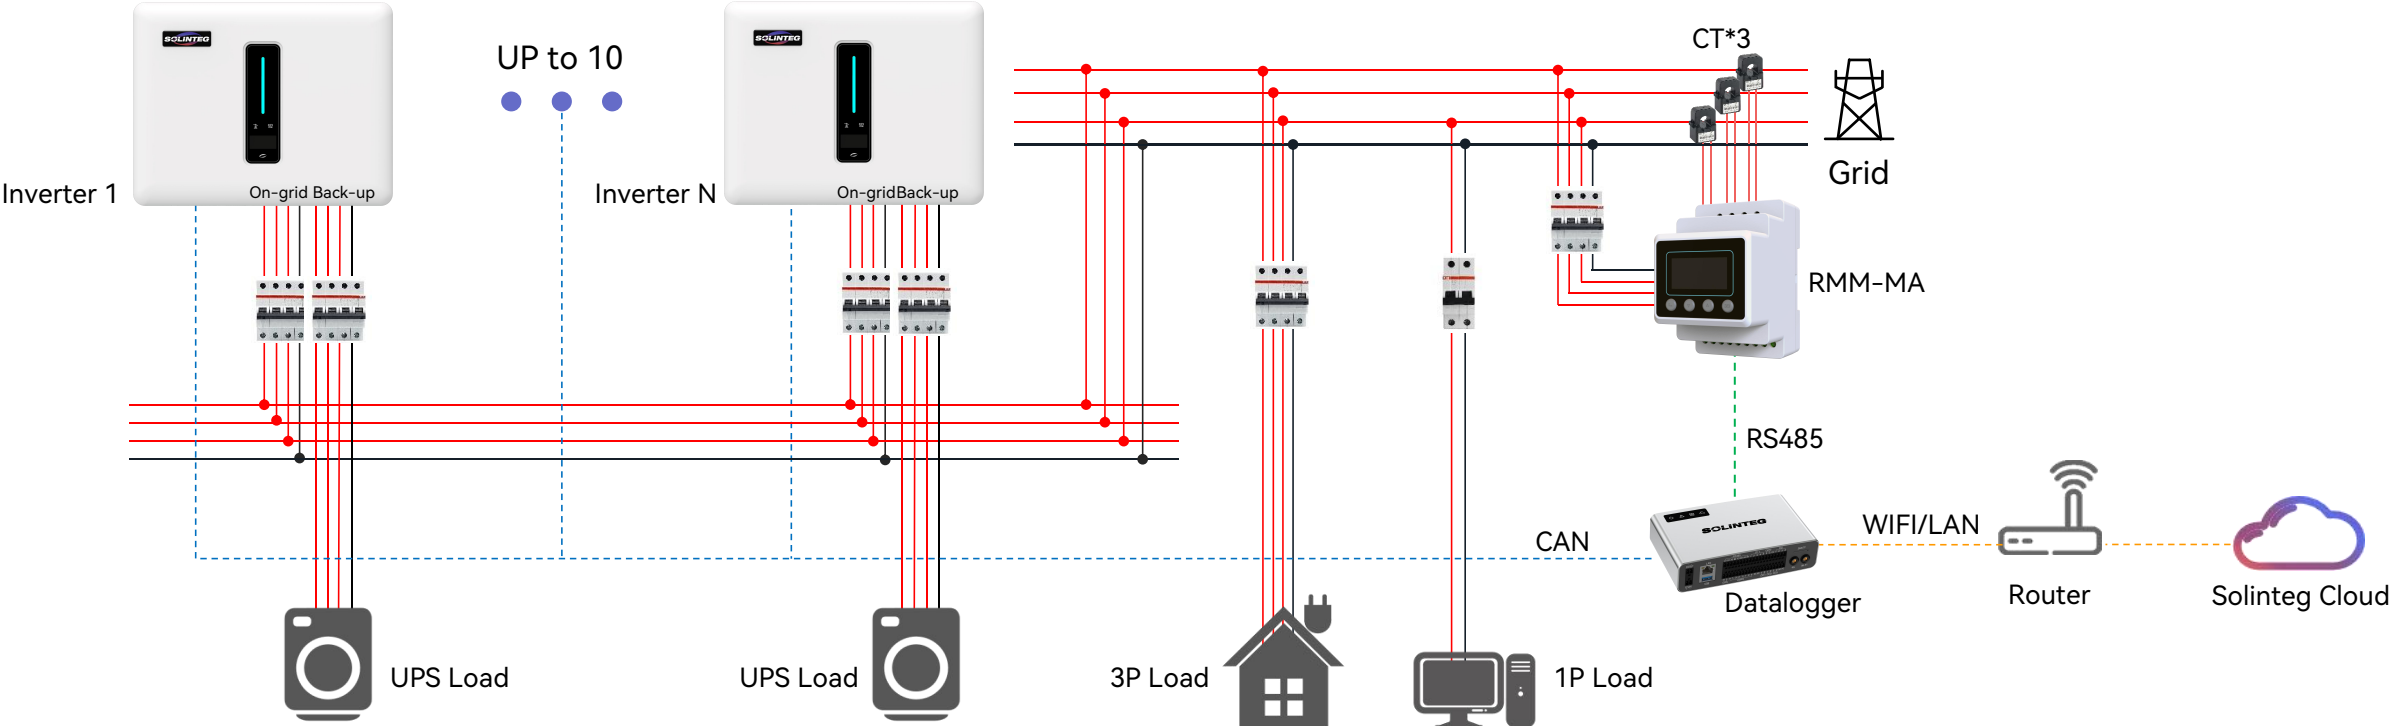 SOLINTEG
UP to 10
SOLINTEG
CT*3
Grid
Inverter 1
On-grid Back-up
Inverter N
On-gridBack-up
RMM-MA
RS485
CAN
SOLINTEG
WIFI/LAN
Datalogger
Router
Solinteg Cloud
UPS Load
UPS Load
3P Load
1P Load